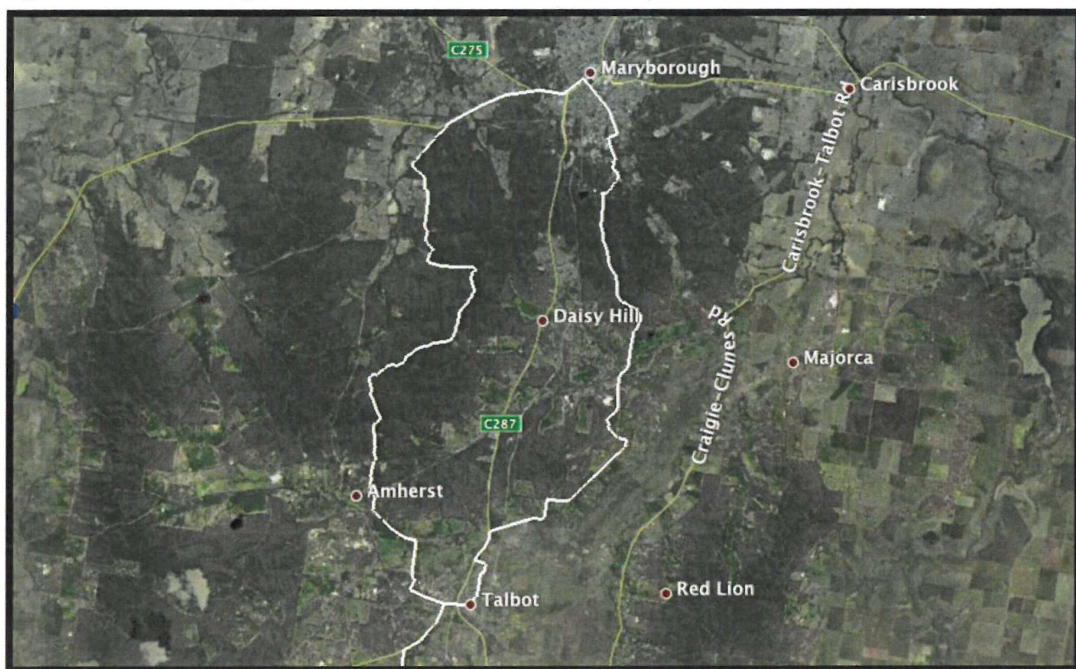 C275
Maryborough
Carisbrook
Carisbrook-Talbot Rd
Daisy Hill
Craigie-Clunes Rd
Majorca
C287
Amherst
Red Lion
Talbot